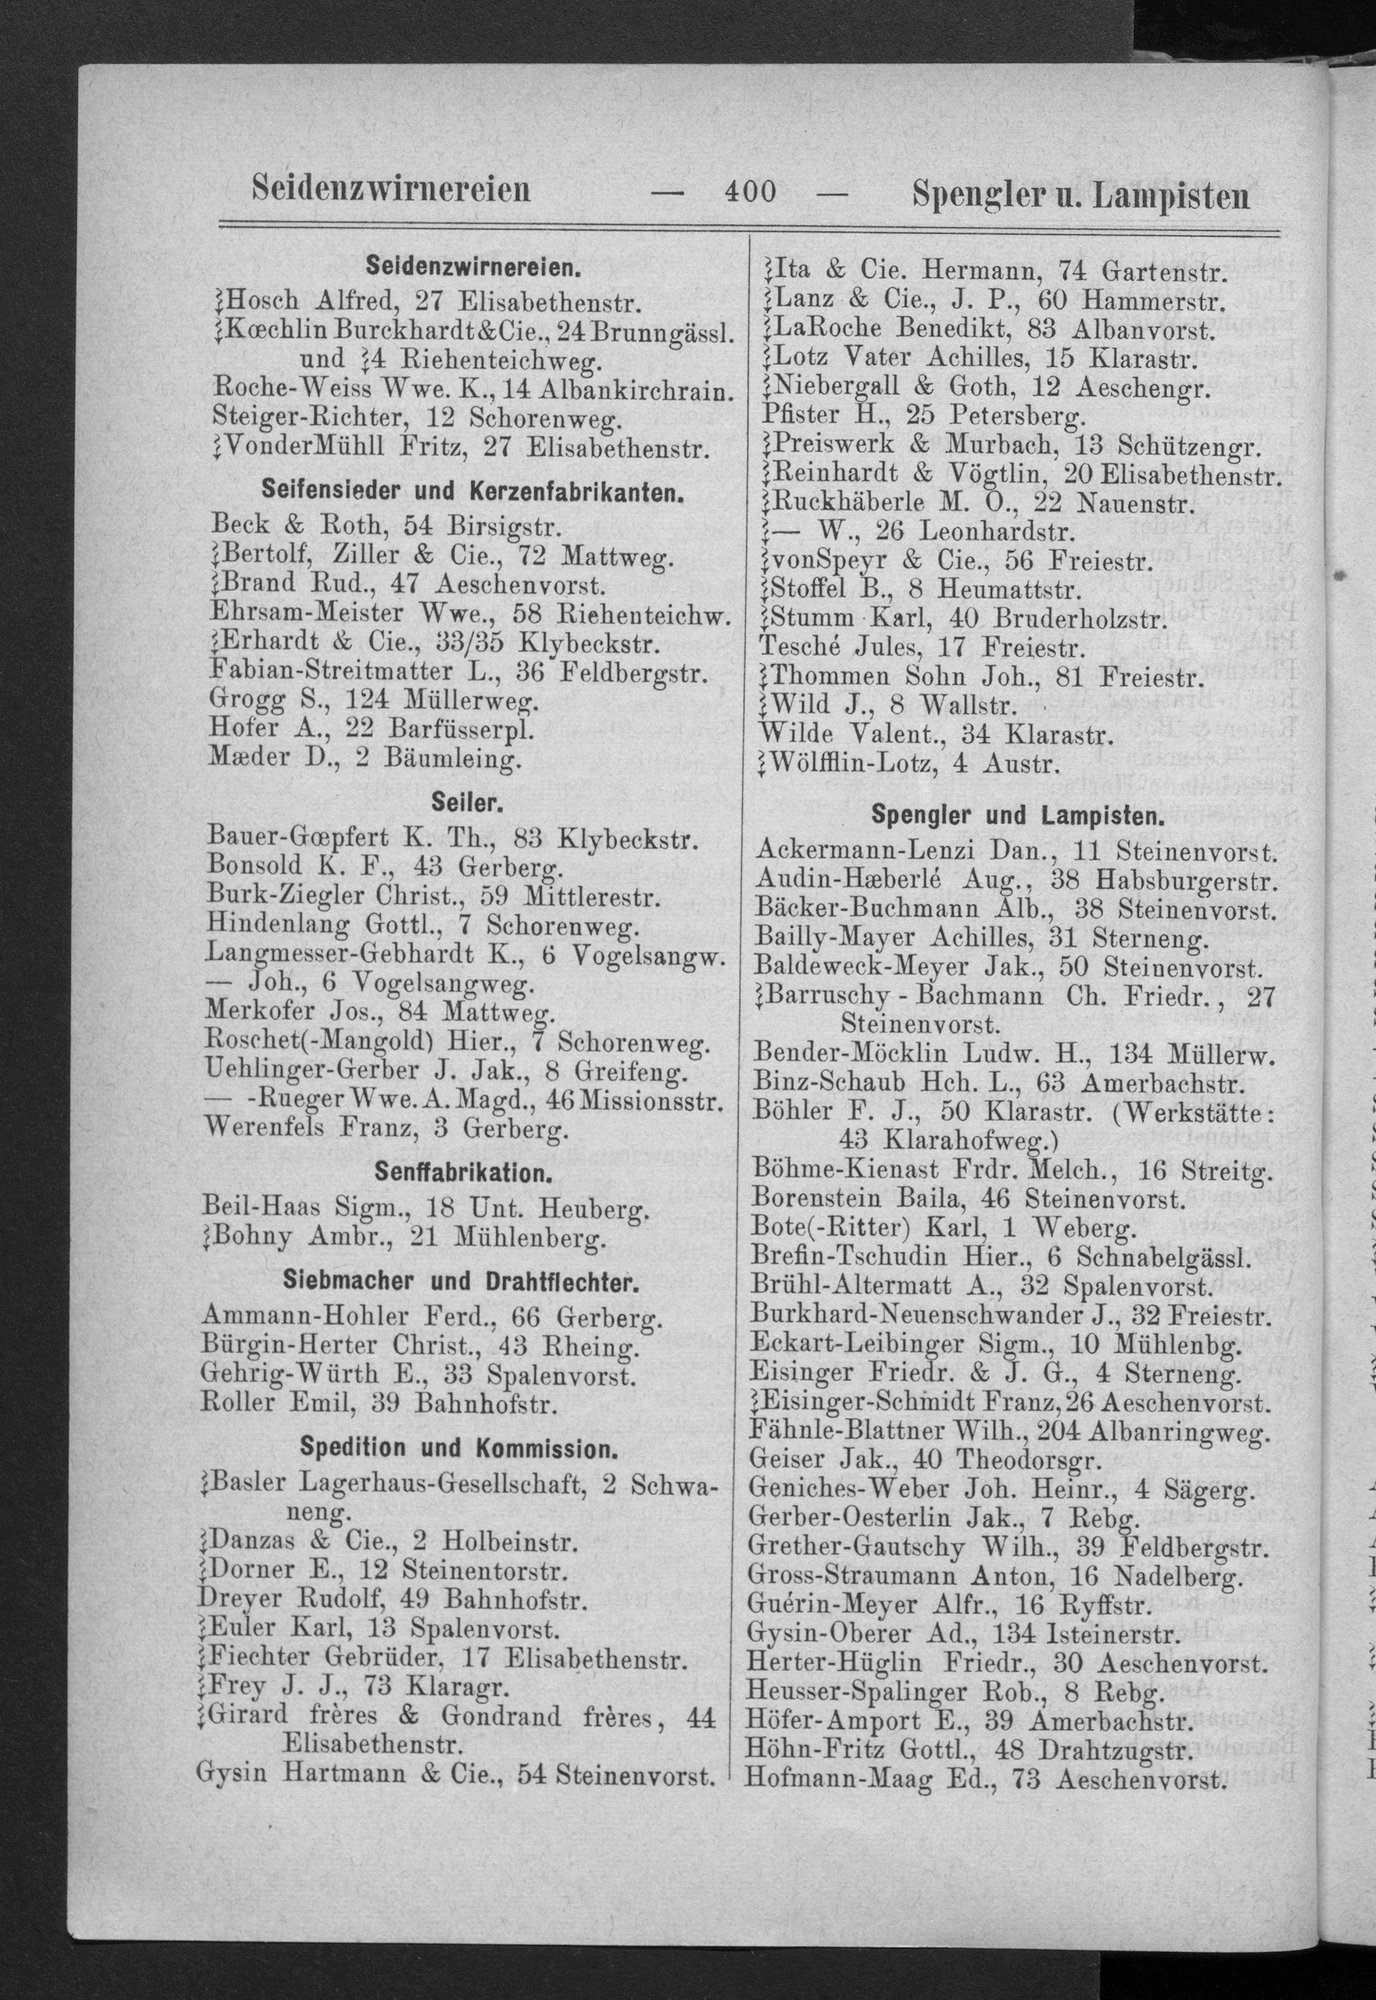 Seidenzwirnereien — 400 — Spengler u. Lampisten
Seidenzwirnereien.
⁑Hosch Alfred, 27 Elisabethenstr.
⁑Kœchlin Burckhardt&Cie., 24 Brunngässl.
und ⁑4 Riehenteichweg.
Roche-Weiss Wwe. K., 14 Albankirchrain.
Steiger-Richter, 12 Schorenweg.
⁑VonderMühll Fritz, 27 Elisabethenstr.
Seifensieder und Kerzenfabrikanten.
Beck & Roth, 54 Birsigstr.
⁑Bertolf, Ziller & Cie., 72 Mattweg.
⁑Brand Rud., 47 Aeschenvorst.
Ehrsam-Meister Wwe., 58 Riehenteichw.
⁑Erhardt & Cie., 33/35 Klybeckstr.
Fabian-Streitmatter L., 36 Feldbergstr.
Grogg S., 124 Müllerweg.
Hofer A., 22 Barfüsserpl.
Mæder D., 2 Bäumleing.
Seiler.
Bauer-Gœpfert K. Th., 83 Klybeckstr.
Bonsold K. F., 43 Gerberg.
Burk-Ziegler Christ., 59 Mittlerestr.
Hindenlang Gottl., 7 Schorenweg.
Langmesser-Gebhardt K., 6 Vogelsangw.
— Joh., 6 Vogelsangweg.
Merkofer Jos., 84 Mattweg.
Roschet(-Mangold) Hier., 7 Schorenweg.
Uehlinger-Gerber J. Jak., 8 Greifeng.
— -Rueger Wwe. A. Magd., 46 Missionsstr.
Werenfels Franz, 3 Gerberg.
Senffabrikation.
Beil-Haas Sigm., 18 Unt. Heuberg.
⁑Bohny Ambr., 21 Mühlenberg.
Siebmacher und Drahtflechter.
Ammann-Hohler Ferd., 66 Gerberg.
Bürgin-Herter Christ., 43 Rheing.
Gehrig-Würth E., 33 Spalenvorst.
Roller Emil, 39 Bahnhofstr.
Spedition und Kommission.
⁑Basler Lagerhaus-Gesellschaft, 2 Schwa-
neng.
⁑Danzas & Cie., 2 Holbeinstr.
⁑Dorner E., 12 Steinentorstr.
Dreyer Rudolf, 49 Bahnhofstr.
⁑Euler Karl, 13 Spalenvorst.
⁑Fiechter Gebrüder, 17 Elisabethenstr.
⁑Frey J. J., 73 Klaragr.
⁑Girard frères & Gondrand frères, 44
Elisabethenstr.
Gysin Hartmann & Cie., 54 Steinenvorst.
⁑Ita & Cie. Hermann, 74 Gartenstr.
⁑Lanz & Cie., J. P., 60 Hammerstr.
⁑LaRoche Benedikt, 83 Albanvorst.
⁑Lotz Vater Achilles, 15 Klarastr.
⁑Niebergall & Goth, 12 Aeschengr.
Pfister H., 25 Petersberg.
⁑Preiswerk & Murbach, 13 Schützengr.
⁑Reinhardt & Vögtlin, 20 Elisabethenstr.
⁑Ruckhäberle M. O., 22 Nauenstr.
⁑— W., 26 Leonhardstr.
⁑vonSpeyr & Cie., 56 Freiestr.
⁑Stoffel B., 8 Heumattstr.
⁑Stumm Karl, 40 Bruderholzstr.
Tesché Jules, 17 Freiestr.
⁑Thommen Sohn Joh., 81 Freiestr.
⁑Wild J., 8 Wallstr.
Wilde Valent., 34 Klarastr.
⁑Wölfflin-Lotz, 4 Austr.
Spengler und Lampisten.
Ackermann-Lenzi Dan., 11 Steinenvorst.
Audin-Hæberlé Aug., 38 Habsburgerstr.
Bäcker-Buchmann Alb., 38 Steinenvorst.
Bailly-Mayer Achilles, 31 Sterneng.
Baldeweck-Meyer Jak., 50 Steinenvorst.
⁑Barruschy-Bachmann Ch. Friedr., 27
Steinenvorst.
Bender-Möcklin Ludw. H., 134 Müllerw.
Binz-Schaub Hch. L., 63 Amerbachstr.
Böhler F. J., 50 Klarastr. (Werkstätte:
43 Klarahofweg.)
Böhme-Kienast Frdr. Melch., 16 Streitg.
Borenstein Baila, 46 Steinenvorst.
Bote(-Ritter) Karl, 1 Weberg.
Brefin-Tschudin Hier., 6 Schnabelgässl.
Brühl-Altermatt A., 32 Spalenvorst.
Burkhard-Neuenschwander J., 32 Freiestr.
Eckart-Leibinger Sigm., 10 Mühlenbg.
Eisinger Friedr. & J. G., 4 Sterneng.
⁑Eisinger-Schmidt Franz, 26 Aeschenvorst.
Fähnle-Blattner Wilh., 204 Albanringweg.
Geiser Jak., 40 Theodorsgr.
Geniches-Weber Joh. Heinr., 4 Sägerg.
Gerber-Oesterlin Jak., 7 Rebg.
Grether-Gautschy Wilh., 39 Feldbergstr.
Gross-Straumann Anton, 16 Nadelberg.
Guérin-Meyer Alfr., 16 Ryffstr.
Gysin-Oberer Ad., 134 Isteinerstr.
Herter-Hüglin Friedr., 30 Aeschenvorst.
Heusser-Spalinger Rob., 8 Rebg.
Höfer-Amport E., 39 Amerbachstr.
Höhn-Fritz Gottl., 48 Drahtzugstr.
Hofmann-Maag Ed., 73 Aeschenvorst.